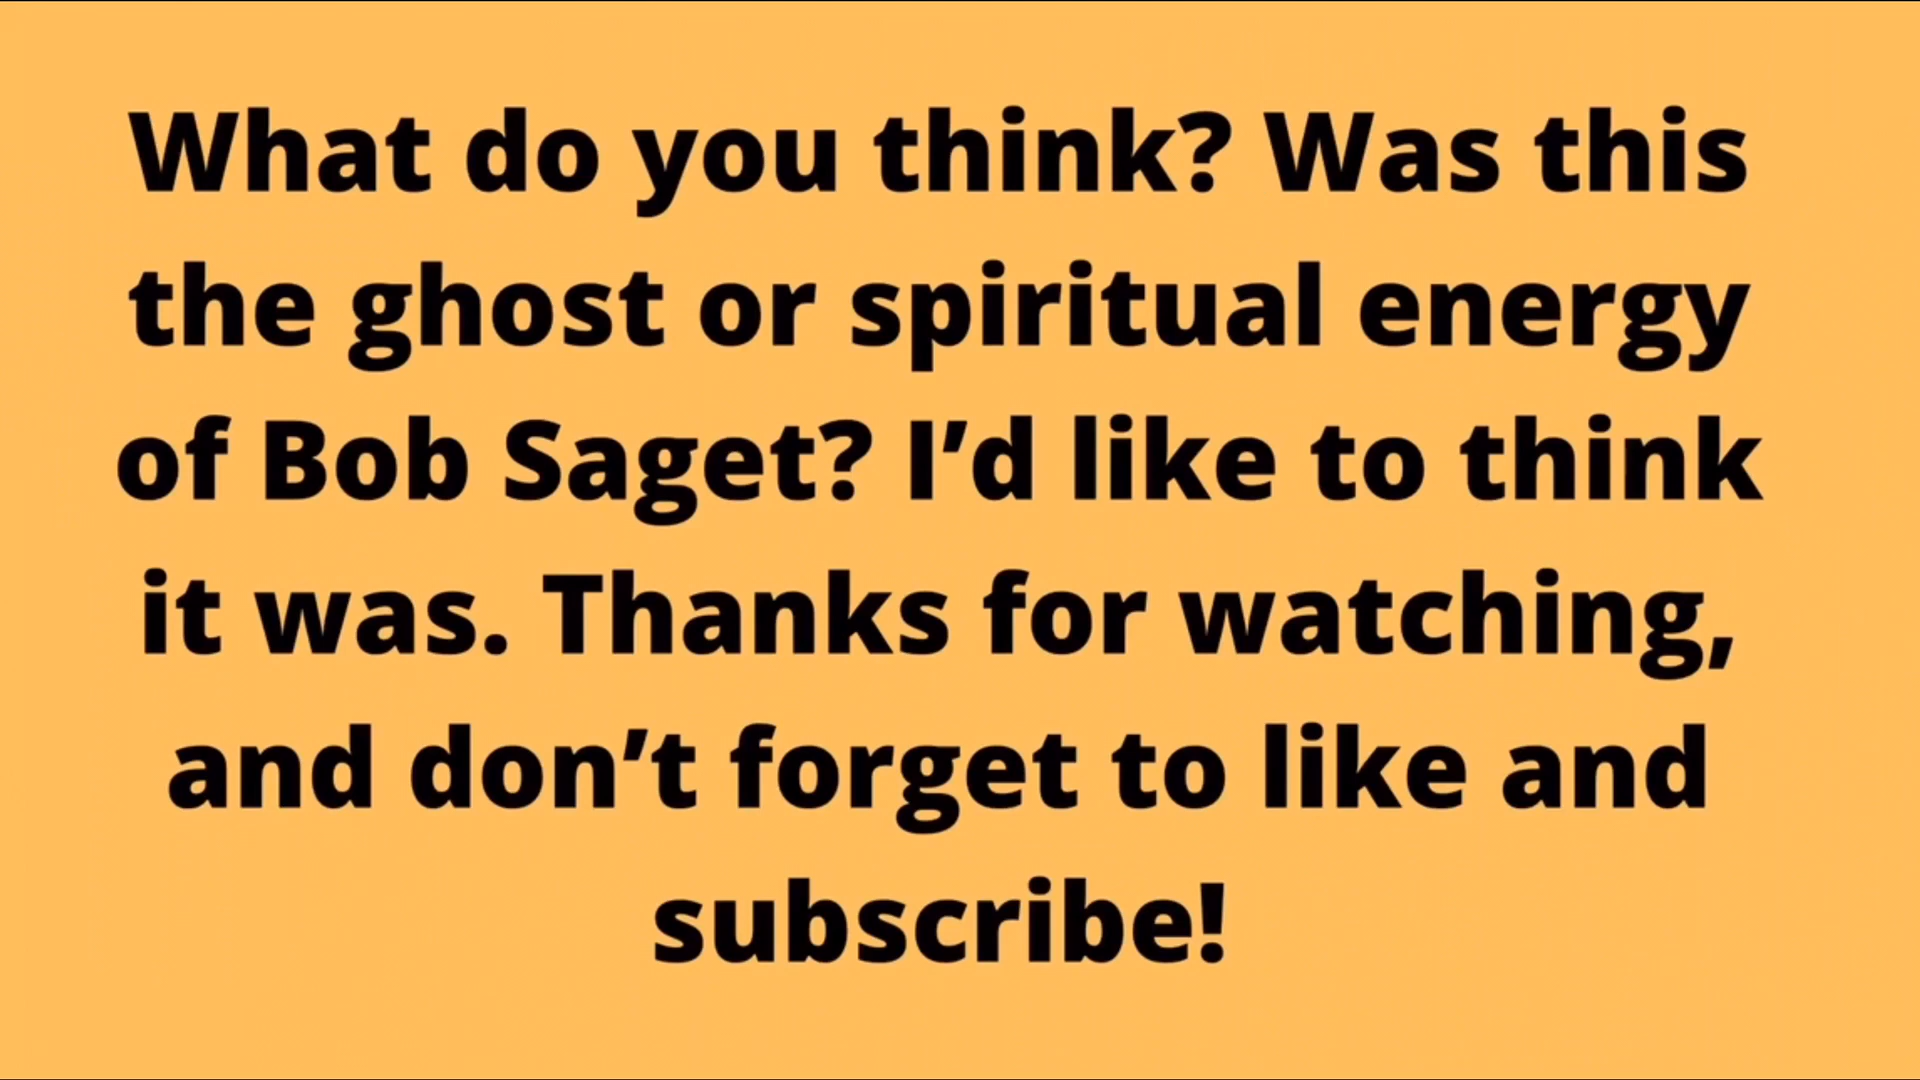 What do you think? Was this
the ghost or spiritual energy
of Bob Saget? I’d like to think
it was. Thanks for watching,
and don’t forget to like and
subscribe!